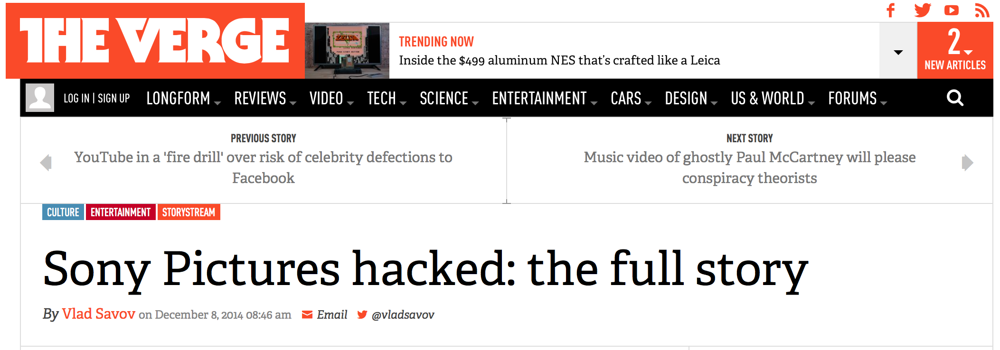 THE VERGE
TRENDING NOW
Inside the $499 aluminum NES that's crafted like a Leica
2
NEW ARTICLES
LOG IN | SIGN UP LONGFORM REVIEWS VIDEO TECH SCIENCE ENTERTAINMENT CARS DESIGN US & WORLD FORUMS
PREVIOUS STORY
YouTube in a 'fire drill' over risk of celebrity defections to
Facebook
NEXT STORY
Music video of ghostly Paul McCartney will please
conspiracy theorists
CULTURE ENTERTAINMENT STORYSTREAM
Sony Pictures hacked: the full story
By Vlad Savov on December 8, 2014 08:46 am Email @vladsavov